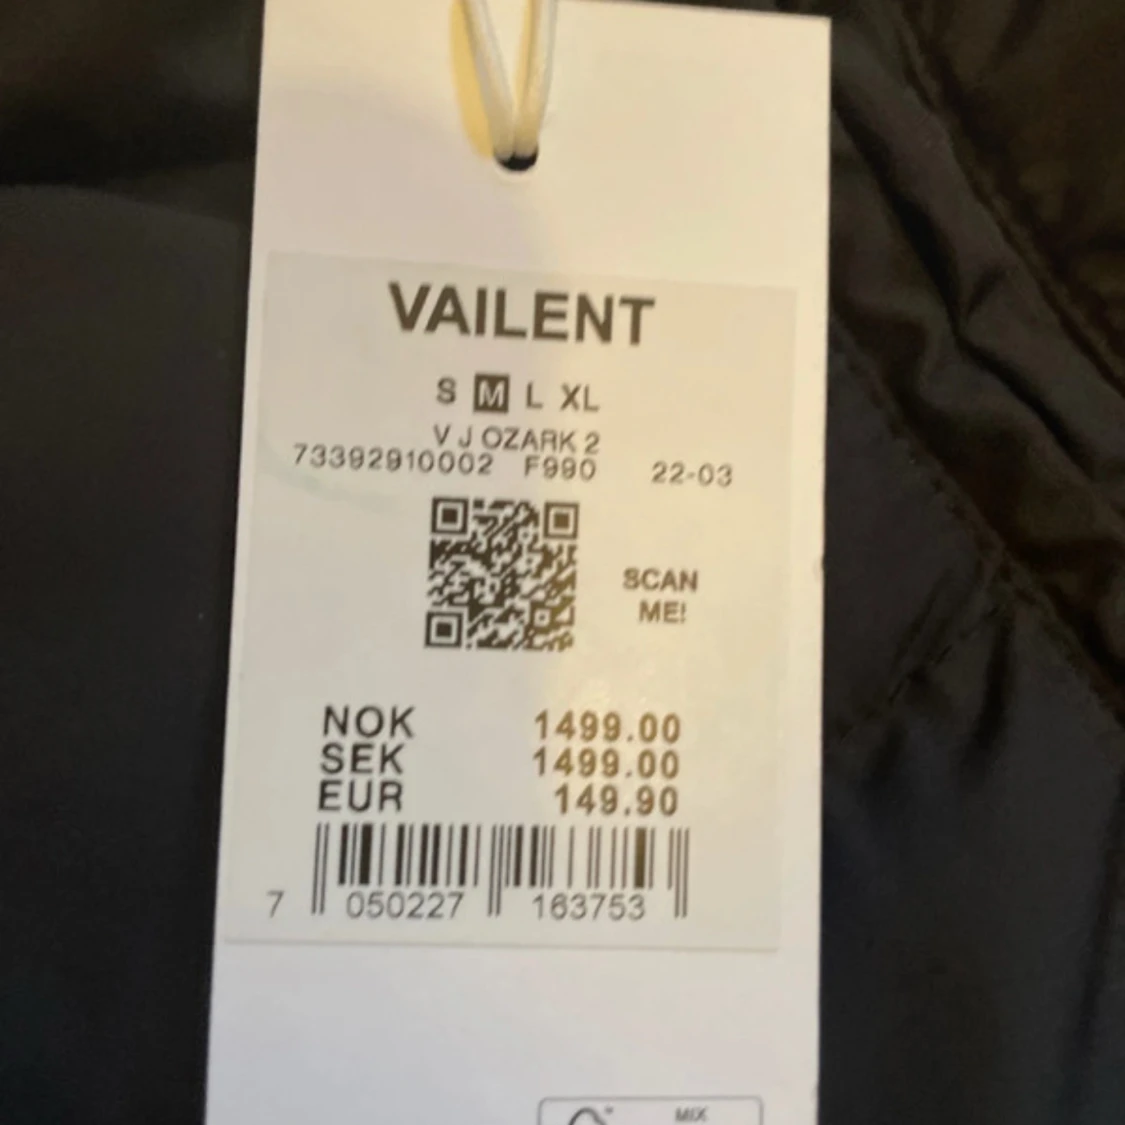 VAILENT
S M L XL
V J OZARK 2
73392910002 F990 22-03
SCAN
ME!
NOK 1499.00
SEK 1499.00
EUR 149.90
7 050227 163753
MIX